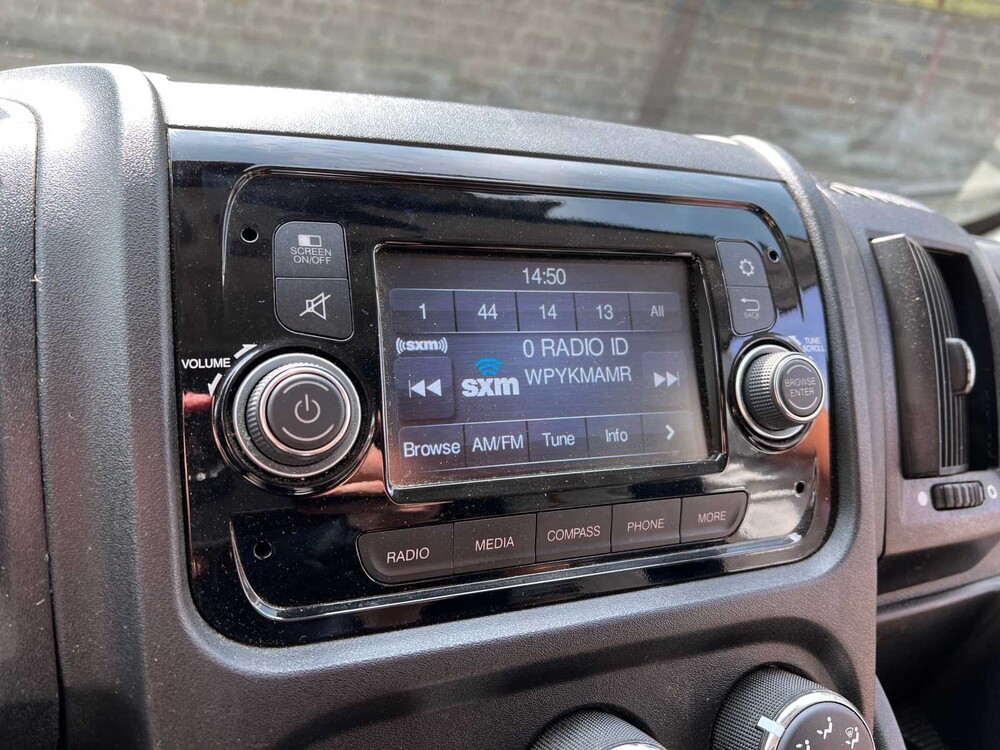 SCREEN
ON/OFF
VOLUME
14:50
1 44 14 13 All
((sxm))
0 RADIO ID
sxm
WPYKMAMR
Browse AM/FM Tune Info >
BACK
TUNE
SCROLL
BROWSE
ENTER
RADIO MEDIA COMPASS PHONE MORE